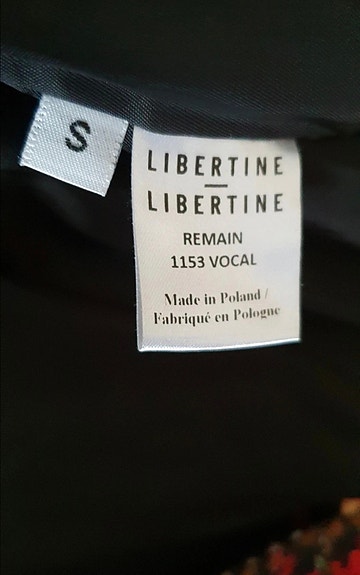 S
LIBERTINE
—
LIBERTINE
REMAIN
1153 VOCAL
Made in Poland /
Fabriqué en Pologne